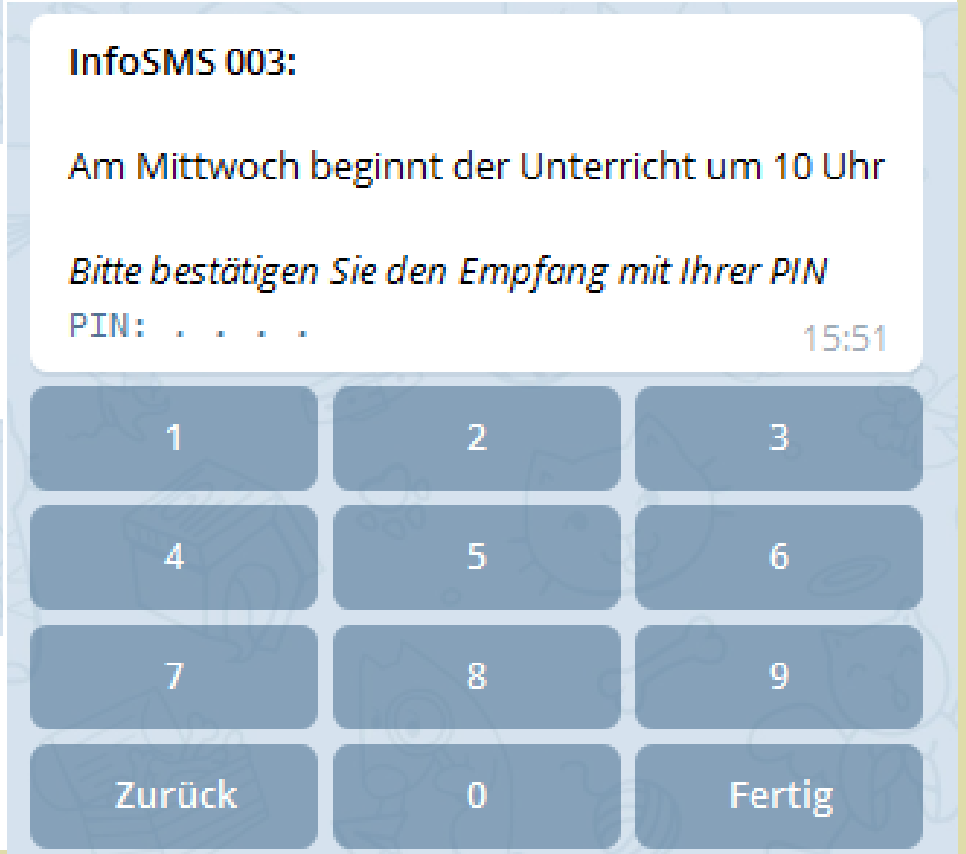 InfoSMS 003:
Am Mittwoch beginnt der Unterricht um 10 Uhr
Bitte bestätigen Sie den Empfang mit Ihrer PIN
PIN: . . . .
15:51
1 2 3
4 5 6
7 8 9
Zurück 0 Fertig